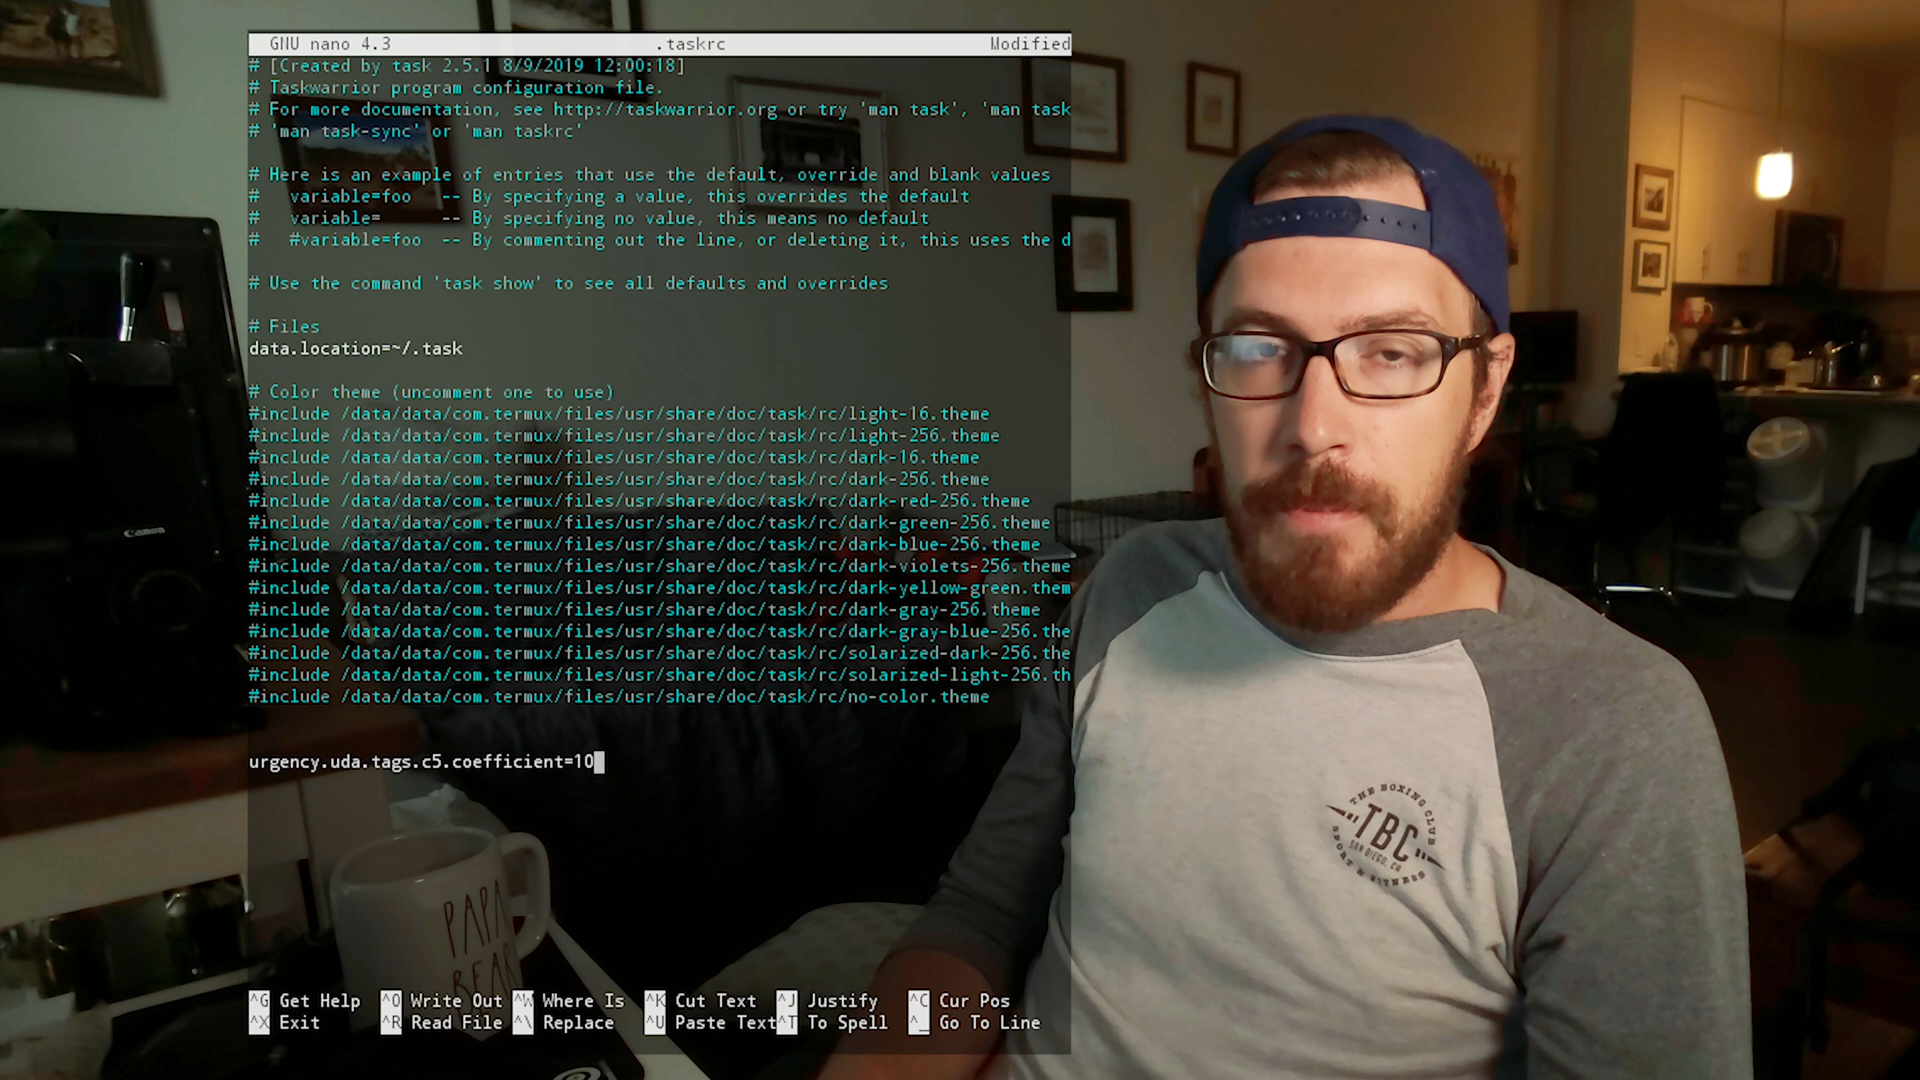 GNU nano 4.3 .taskrc Modified
# [Created by task 2.5.1 8/9/2019 12:00:18]
# Taskwarrior program configuration file.
# For more documentation, see http://taskwarrior.org or try 'man task', 'man task
# 'man task-sync' or 'man taskrc'
# Here is an example of entries that use the default, override and blank values
#   variable=foo   -- By specifying a value, this overrides the default
#   variable=      -- By specifying no value, this means no default
#   #variable=foo  -- By commenting out the line, or deleting it, this uses the d
# Use the command 'task show' to see all defaults and overrides
# Files
data.location=~/.task
# Color theme (uncomment one to use)
#include /data/data/com.termux/files/usr/share/doc/task/rc/light-16.theme
#include /data/data/com.termux/files/usr/share/doc/task/rc/light-256.theme
#include /data/data/com.termux/files/usr/share/doc/task/rc/dark-16.theme
#include /data/data/com.termux/files/usr/share/doc/task/rc/dark-256.theme
#include /data/data/com.termux/files/usr/share/doc/task/rc/dark-red-256.theme
#include /data/data/com.termux/files/usr/share/doc/task/rc/dark-green-256.theme
#include /data/data/com.termux/files/usr/share/doc/task/rc/dark-blue-256.theme
#include /data/data/com.termux/files/usr/share/doc/task/rc/dark-violets-256.theme
#include /data/data/com.termux/files/usr/share/doc/task/rc/dark-yellow-green.them
#include /data/data/com.termux/files/usr/share/doc/task/rc/dark-gray-256.theme
#include /data/data/com.termux/files/usr/share/doc/task/rc/dark-gray-blue-256.the
#include /data/data/com.termux/files/usr/share/doc/task/rc/solarized-dark-256.the
#include /data/data/com.termux/files/usr/share/doc/task/rc/solarized-light-256.th
#include /data/data/com.termux/files/usr/share/doc/task/rc/no-color.theme
urgency.uda.tags.c5.coefficient=10
^G Get Help ^O Write Out ^W Where Is ^K Cut Text ^J Justify ^C Cur Pos
^X Exit ^R Read File ^\ Replace ^U Paste Text ^T To Spell ^_ Go To Line
Canon
PAPA
BEAR
THE BOXING CLUB
TBC
SAN DIEGO, CA
SPORT & FITNESS